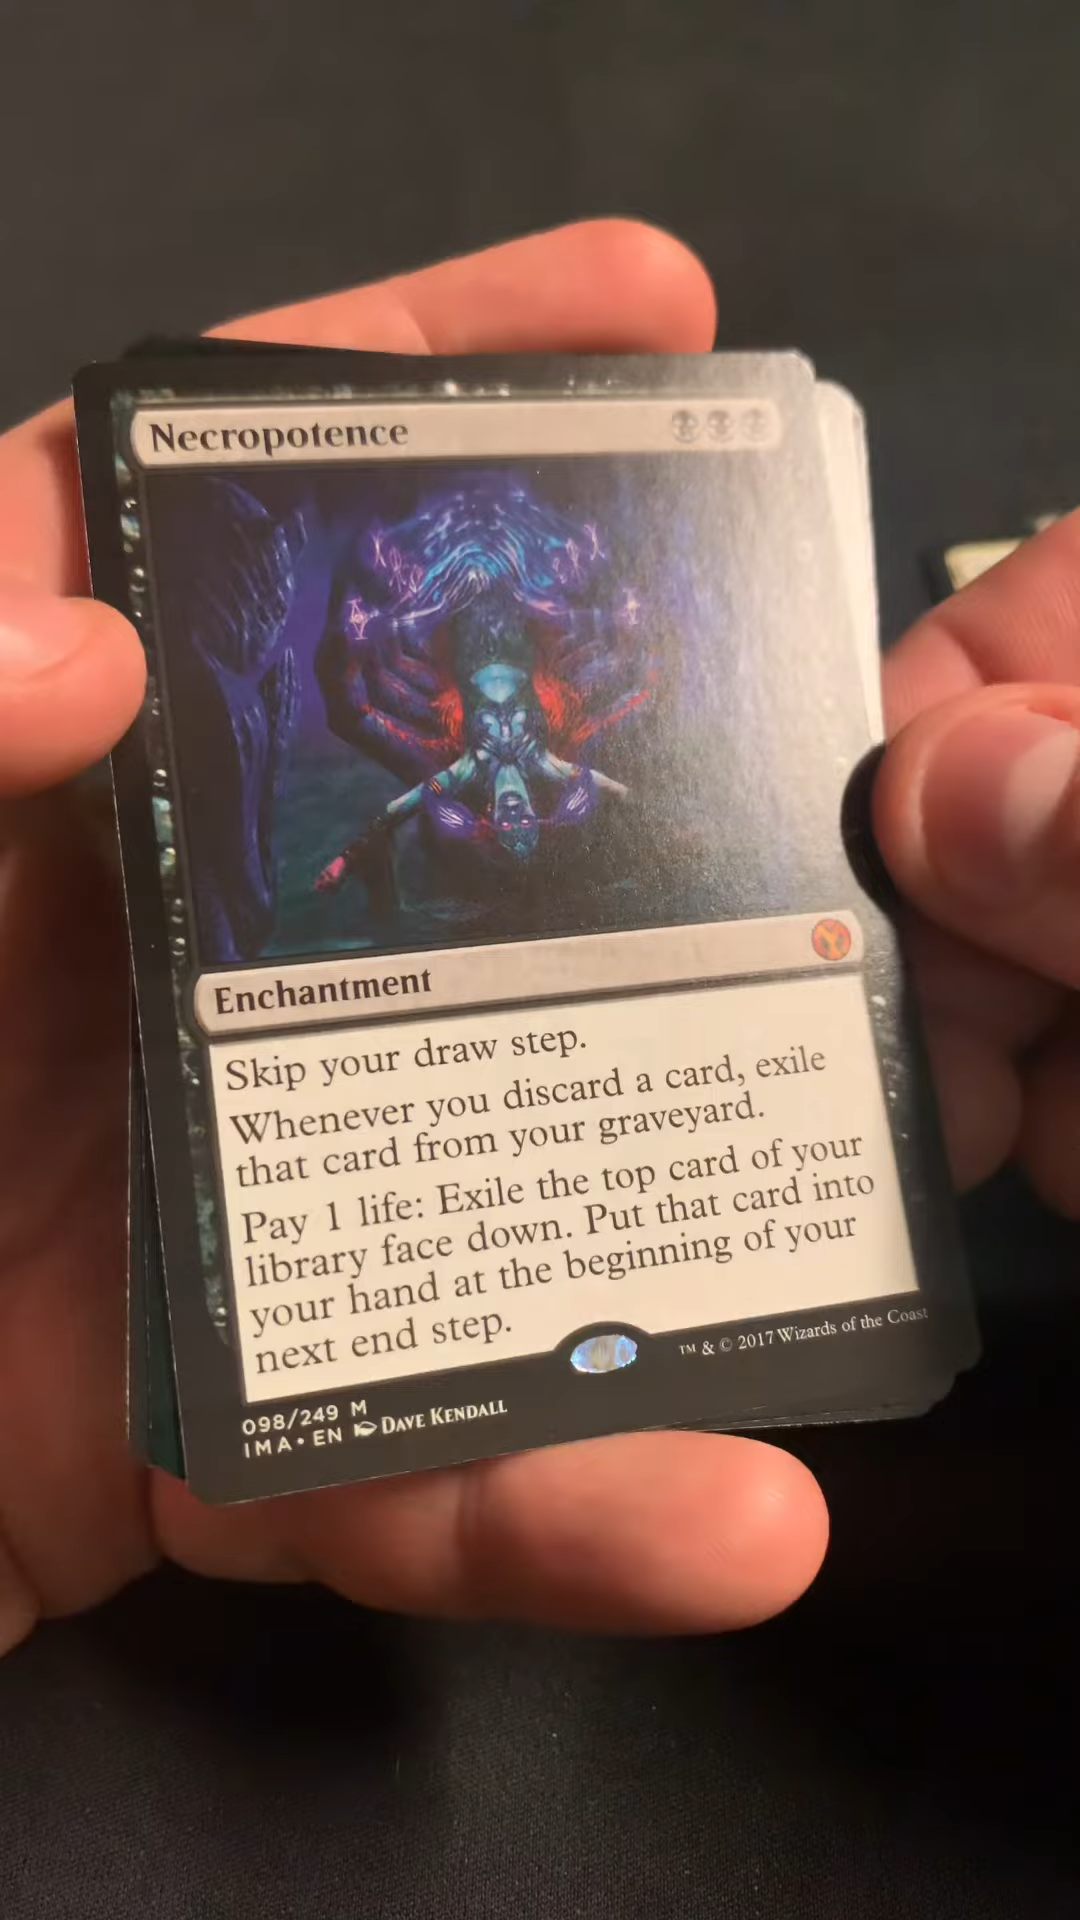 Necropotence
Enchantment
Skip your draw step.
Whenever you discard a card, exile
that card from your graveyard.
Pay 1 life: Exile the top card of your
library face down. Put that card into
your hand at the beginning of your
next end step.
™ & © 2017 Wizards of the Coast
098/249 M
IMA • EN DAVE KENDALL